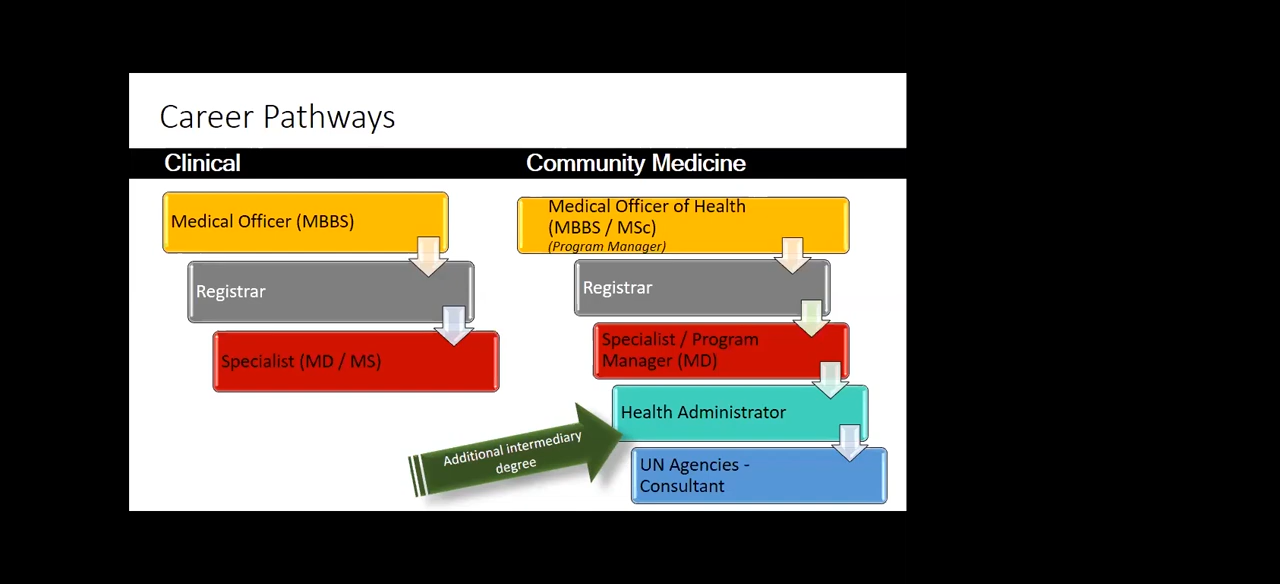 Career Pathways
Clinical
Medical Officer (MBBS)
Registrar
Specialist (MD / MS)
Community Medicine
Medical Officer of Health
(MBBS / MSc)
(Program Manager)
Registrar
Specialist / Program
Manager (MD)
Health Administrator
UN Agencies -
Consultant
Additional intermediary
degree